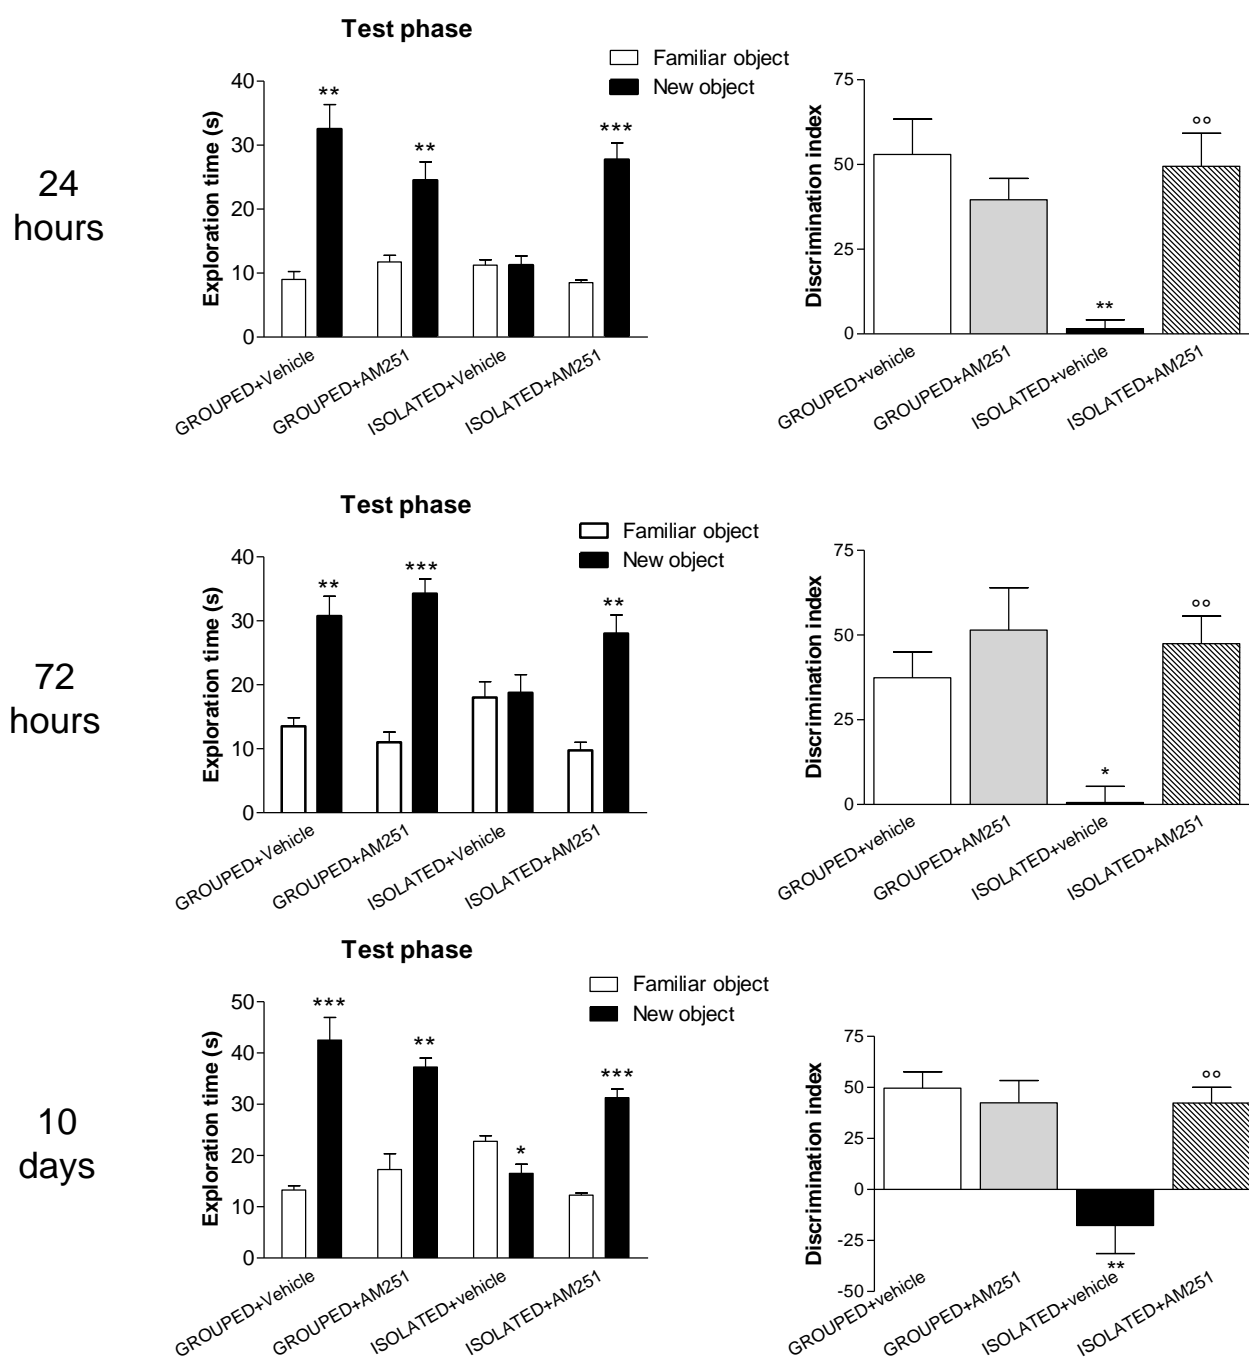 24
hours
Test phase
Familiar object
New object
Exploration time (s)
40
30
20
10
0
**
**
***
GROUPED+Vehicle
GROUPED+AM251
ISOLATED+Vehicle
ISOLATED+AM251
Discrimination index
75
50
25
0
**
°°
GROUPED+vehicle
GROUPED+AM251
ISOLATED+vehicle
ISOLATED+AM251
72
hours
Test phase
Familiar object
New object
Exploration time (s)
40
30
20
10
0
**
***
**
GROUPED+Vehicle
GROUPED+AM251
ISOLATED+Vehicle
ISOLATED+AM251
Discrimination index
75
50
25
0
*
°°
GROUPED+vehicle
GROUPED+AM251
ISOLATED+vehicle
ISOLATED+AM251
10
days
Test phase
Familiar object
New object
Exploration time (s)
50
40
30
20
10
0
***
**
*
***
GROUPED+Vehicle
GROUPED+AM251
ISOLATED+Vehicle
ISOLATED+AM251
Discrimination index
75
50
25
0
-25
-50
**
°°
GROUPED+vehicle
GROUPED+AM251
ISOLATED+vehicle
ISOLATED+AM251